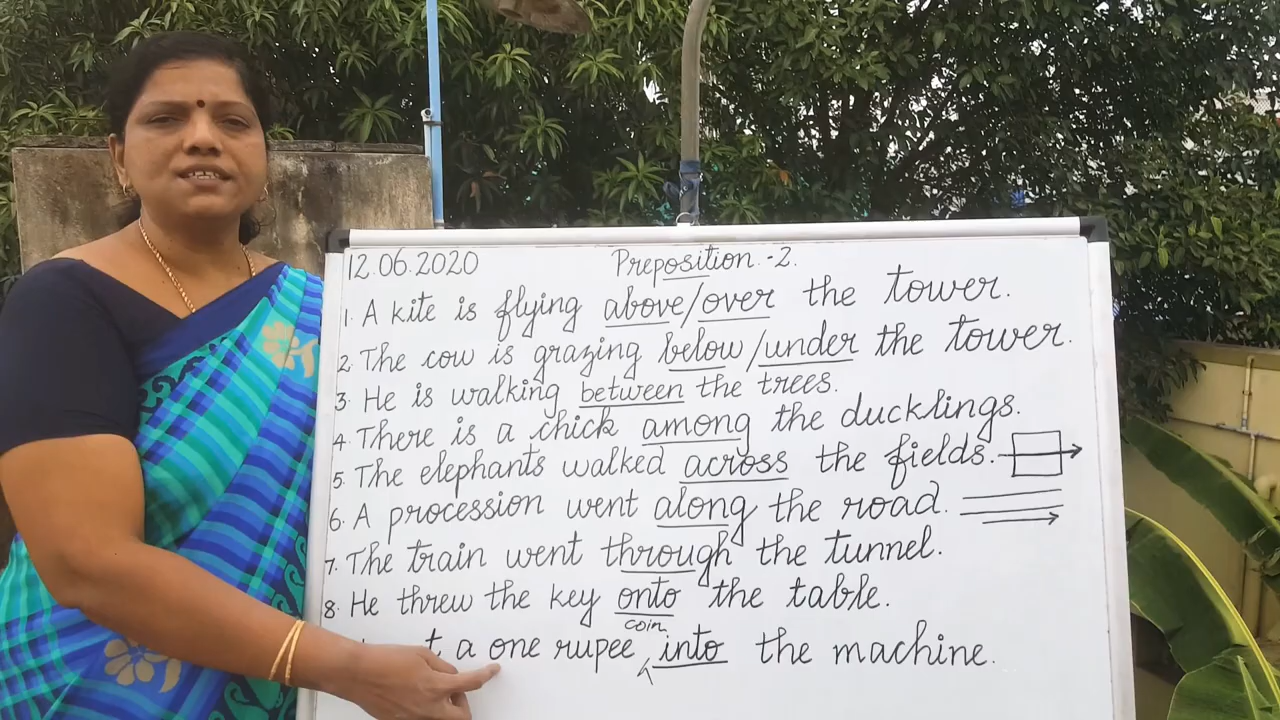 12.06.2020 Preposition.-2.
1. A kite is flying above/over the tower.
2. The cow is grazing below/under the tower.
3. He is walking between the trees.
4. There is a chick among the ducklings.
5. The elephants walked across the fields.
6. A procession went along the road.
7. The train went through the tunnel.
8. He threw the key onto the table.
coin
a one rupee into the machine.